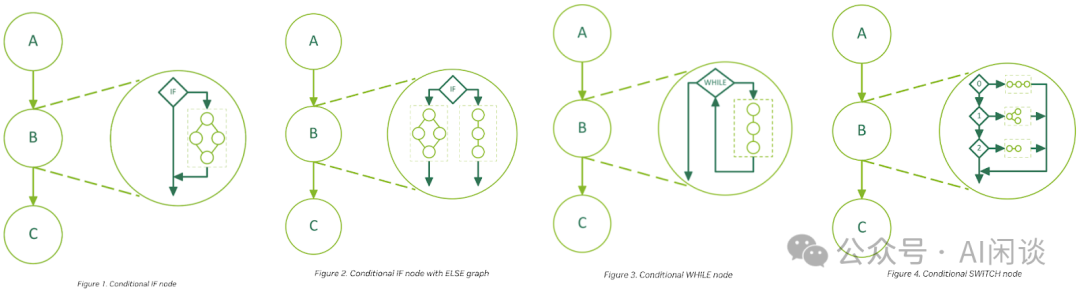 A
B
C
IF
Figure 1. Conditional IF node
A
B
C
IF
Figure 2. Conditional IF node with ELSE graph
A
B
C
WHILE
Figure 3. Conditional WHILE node
A
B
C
0
1
2
公众号 · AI闲谈
Figure 4. Conditional SWITCH node